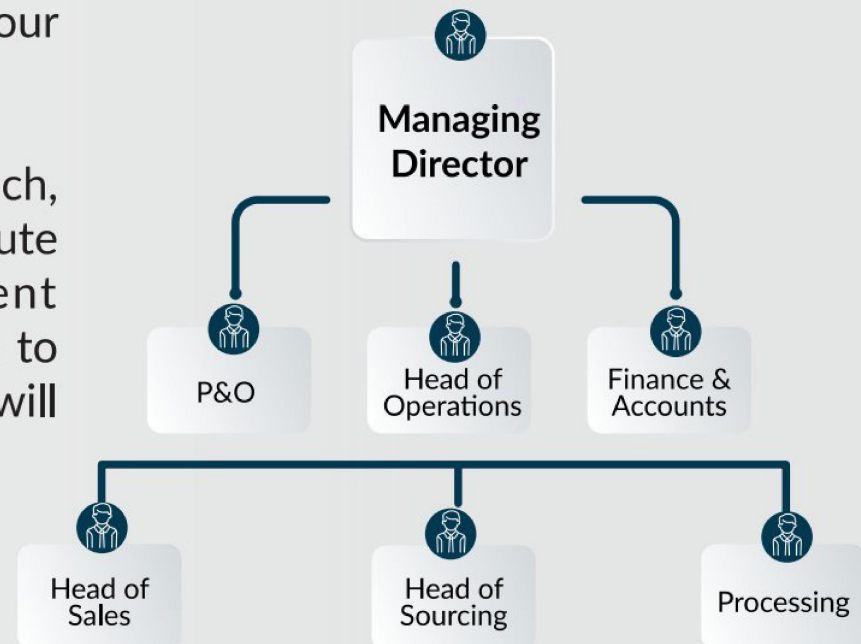 our
ch,
ute
ent
to
will
Managing
Director
P&O
Head of
Operations
Finance &
Accounts
Head of
Sales
Head of
Sourcing
Processing